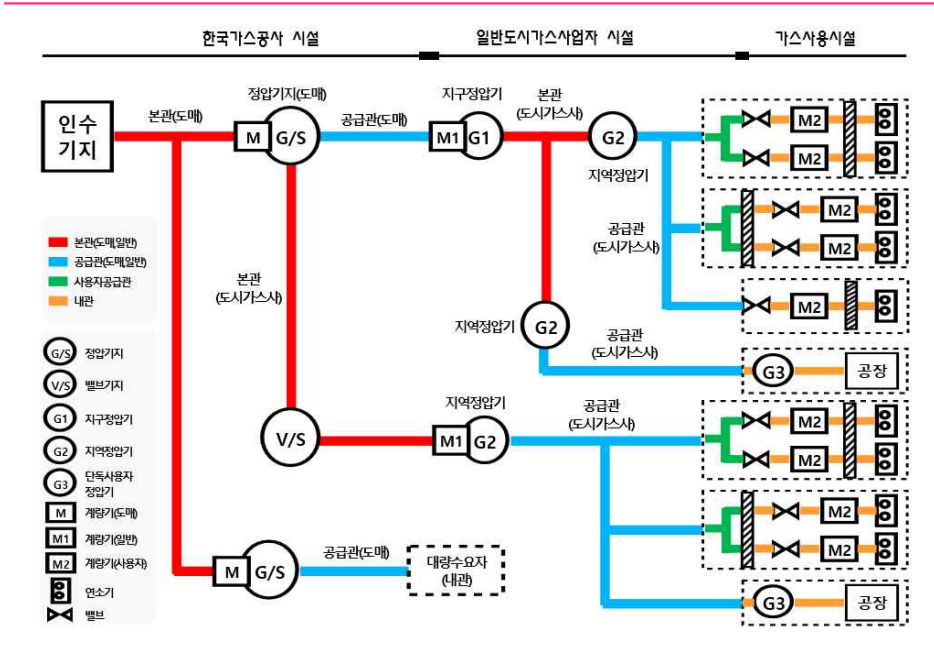 한국가스공사 시설
일반도시가스사업자 시설
가스사용시설
인수
기지
본관(도매)
정압기지(도매)
M
G/S
공급관(도매)
지구정압기
M1
G1
본관
(도시가스사)
G2
지역정압기
M2
M2
공급관
(도시가스사)
M2
M2
M2
본관(도매,일반)
공급관(도매,일반)
사용자공급관
내관
본관
(도시가스사)
지역정압기
G2
공급관
(도시가스사)
G3
공장
G/S
정압기지
V/S
밸브기지
G1
지구정압기
G2
지역정압기
G3
단독사용자
정압기
M
계량기(도매)
M1
계량기(일반)
M2
계량기(사용자)
연소기
밸브
V/S
지역정압기
M1
G2
공급관
(도시가스사)
M2
M2
M2
M2
M
G/S
공급관(도매)
대량수요자
(내관)
G3
공장